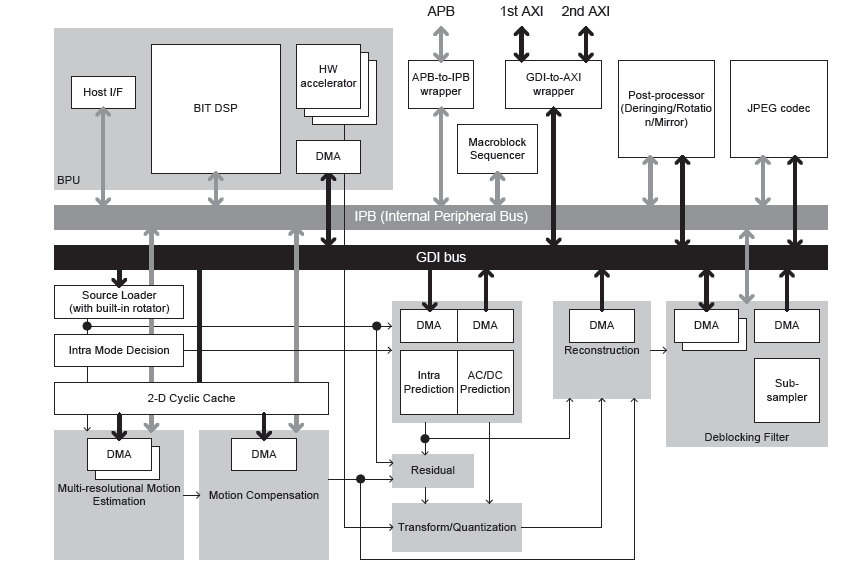 APB
1st AXI
2nd AXI
Host I/F
BIT DSP
HW
accelerator
DMA
BPU
APB-to-IPB
wrapper
GDI-to-AXI
wrapper
Macroblock
Sequencer
Post-processor
(Deringing/Rotatio
n/Mirror)
JPEG codec
IPB (Internal Peripheral Bus)
GDI bus
Source Loader
(with built-in rotator)
Intra Mode Decision
2-D Cyclic Cache
DMA
Multi-resolutional Motion
Estimation
DMA
Motion Compensation
DMA
DMA
Intra
Prediction
AC/DC
Prediction
Residual
Transform/Quantization
DMA
Reconstruction
DMA
DMA
Sub-
sampler
Deblocking Filter